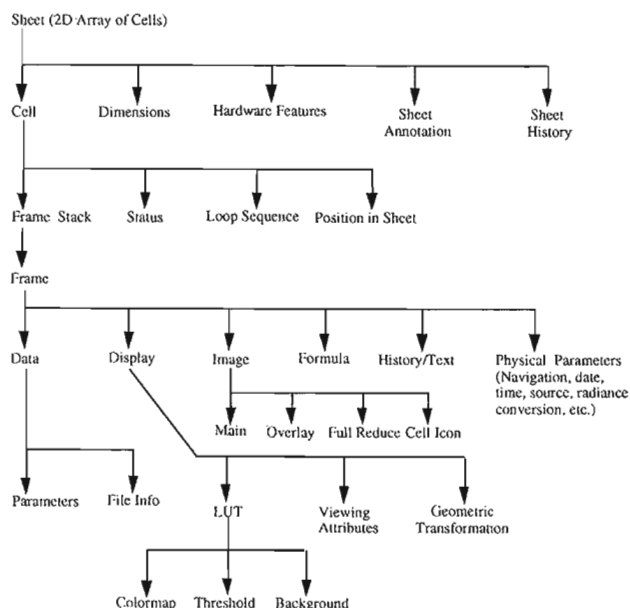 Sheet (2D Array of Cells)
Cell
Dimensions
Hardware Features
Sheet
Annotation
Sheet
History
Frame Stack
Status
Loop Sequence
Position in Sheet
Frame
Data
Display
Image
Formula
History/Text
Physical Parameters
(Navigation, date,
time, source, radiance
conversion, etc.)
Main
Overlay
Full Reduce
Cell Icon
Parameters
File Info
LUT
Viewing
Attributes
Geometric
Transformation
Colormap
Threshold
Background